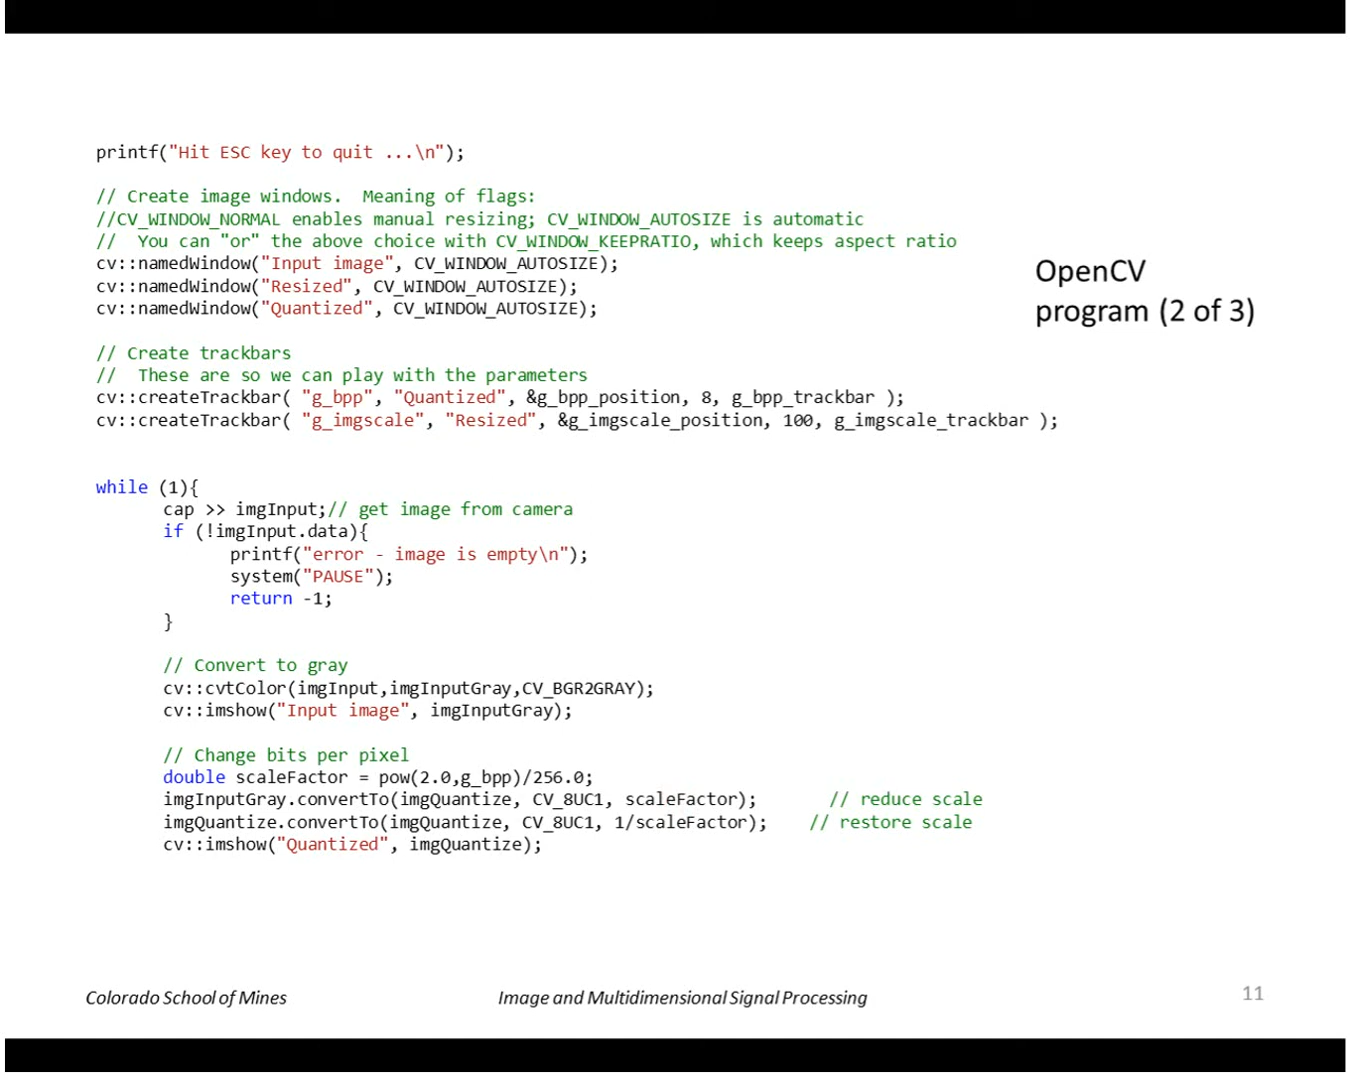 printf("Hit ESC key to quit ...\n");
// Create image windows.  Meaning of flags:
//CV_WINDOW_NORMAL enables manual resizing; CV_WINDOW_AUTOSIZE is automatic
//  You can "or" the above choice with CV_WINDOW_KEEPRATIO, which keeps aspect ratio
cv::namedWindow("Input image", CV_WINDOW_AUTOSIZE);
cv::namedWindow("Resized", CV_WINDOW_AUTOSIZE);
cv::namedWindow("Quantized", CV_WINDOW_AUTOSIZE);
OpenCV
program (2 of 3)
// Create trackbars
//  These are so we can play with the parameters
cv::createTrackbar( "g_bpp", "Quantized", &g_bpp_position, 8, g_bpp_trackbar );
cv::createTrackbar( "g_imgscale", "Resized", &g_imgscale_position, 100, g_imgscale_trackbar );
while (1){
cap >> imgInput;// get image from camera
if (!imgInput.data){
printf("error - image is empty\n");
system("PAUSE");
return -1;
}
// Convert to gray
cv::cvtColor(imgInput,imgInputGray,CV_BGR2GRAY);
cv::imshow("Input image", imgInputGray);
// Change bits per pixel
double scaleFactor = pow(2.0,g_bpp)/256.0;
imgInputGray.convertTo(imgQuantize, CV_8UC1, scaleFactor);       // reduce scale
imgQuantize.convertTo(imgQuantize, CV_8UC1, 1/scaleFactor);    // restore scale
cv::imshow("Quantized", imgQuantize);
Colorado School of Mines
Image and Multidimensional Signal Processing
11